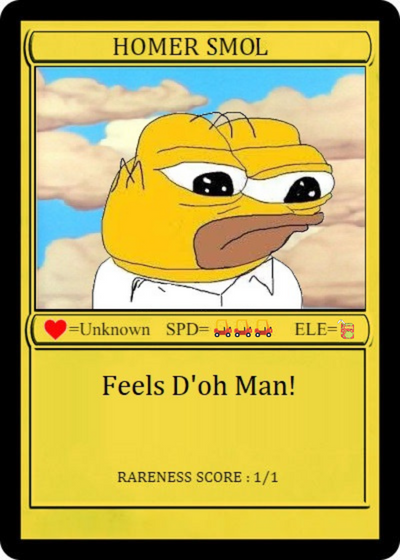 HOMER SMOL
=Unknown SPD= ELE=
Feels D'oh Man!
RARENESS SCORE : 1/1